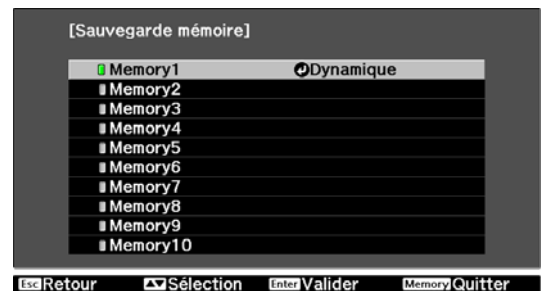 [Sauvegarde mémoire]
Memory1 Dynamique
Memory2
Memory3
Memory4
Memory5
Memory6
Memory7
Memory8
Memory9
Memory10
Esc Retour Sélection Enter Valider Memory Quitter